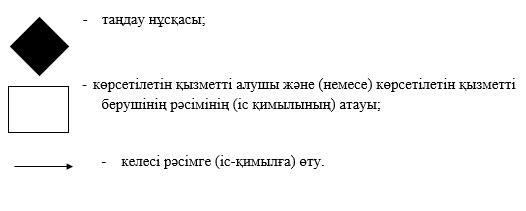 - таңдау нұсқасы;
- көрсетілетін қызметті алушы және (немесе) көрсетілетін қызметті
берушінің рәсімінің (іс қимылының) атауы;
- келесі рәсімге (іс-қимылға) өту.